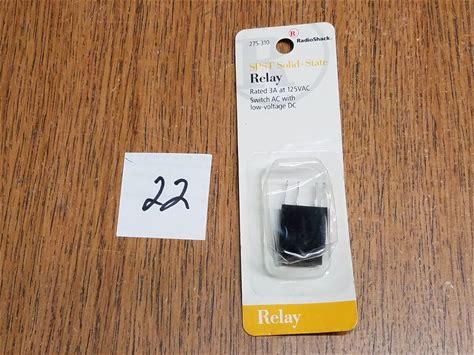 275-310
RadioShack.
SPST Solid-State
Relay
Rated 3A at 125VAC
Switch AC with
low-voltage DC
22
Relay